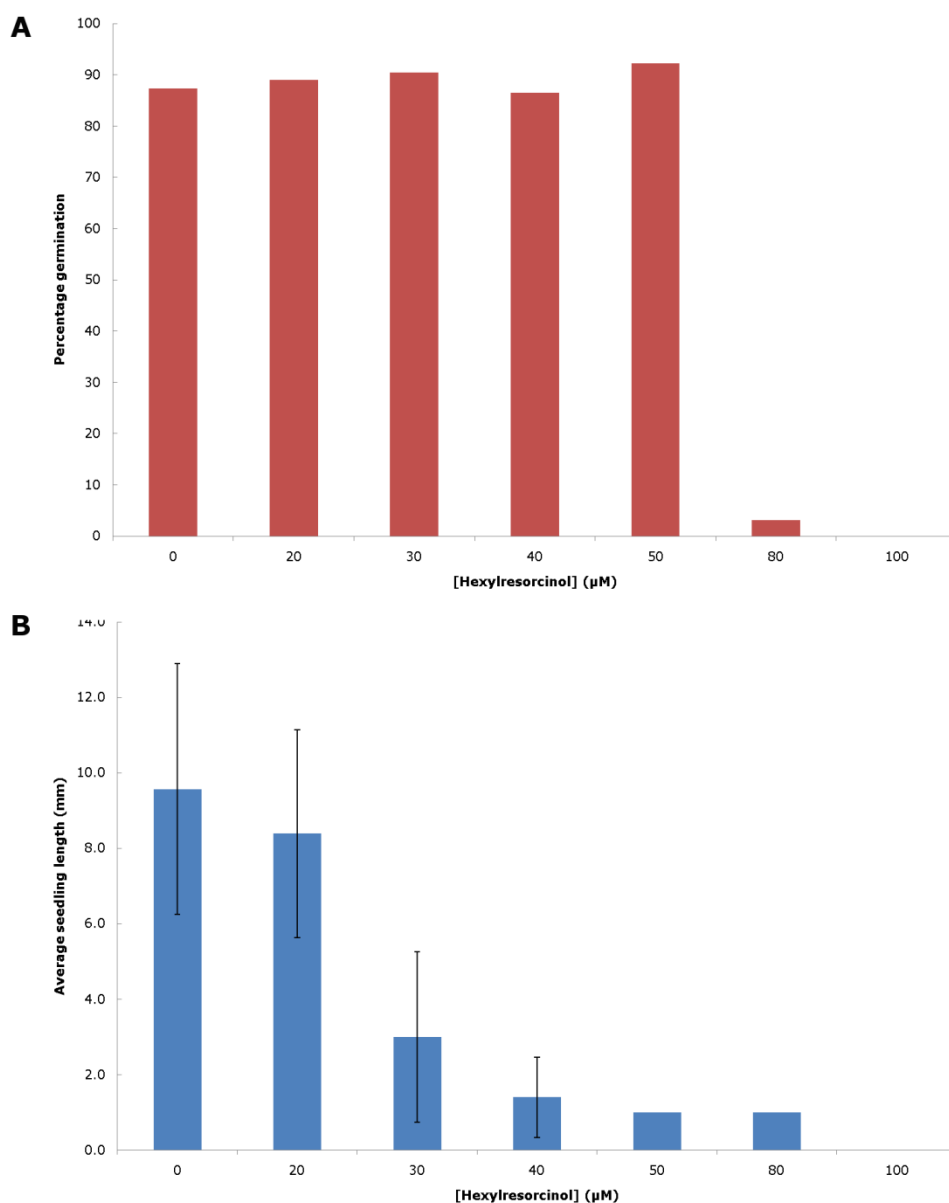 A
100
90
80
70
60
50
40
30
20
10
0
Percentage germination
0 20 30 40 50 80 100
[Hexylresorcinol] (µM)
B
14.0
12.0
10.0
8.0
6.0
4.0
2.0
0.0
Average seedling length (mm)
0 20 30 40 50 80 100
[Hexylresorcinol] (µM)